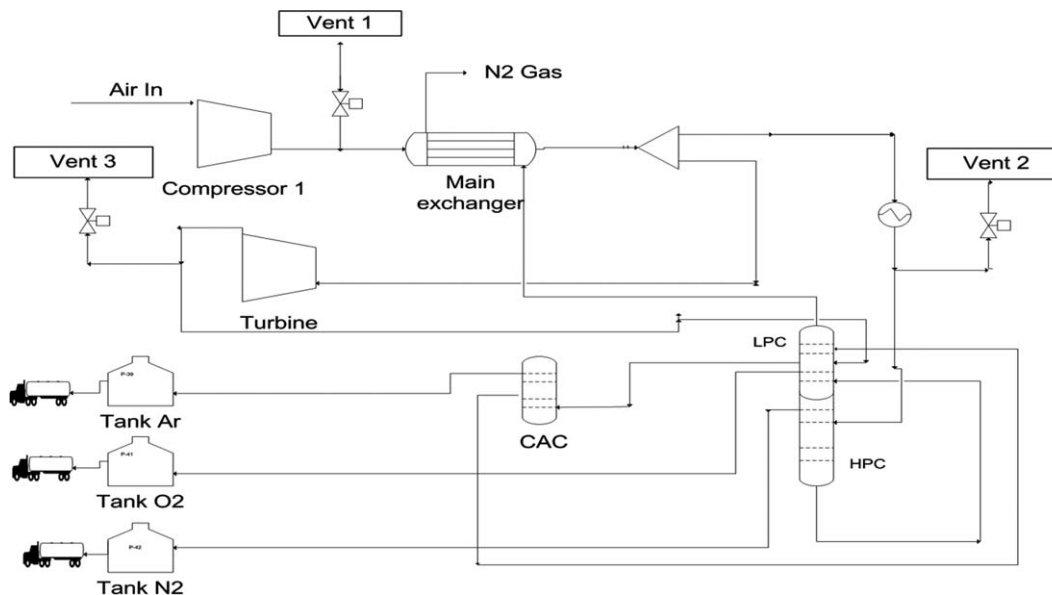 Vent 1
N2 Gas
Air In
Vent 3
Compressor 1
Main
exchanger
Vent 2
Turbine
LPC
P-39
Tank Ar
CAC
HPC
P-41
Tank O2
P-42
Tank N2